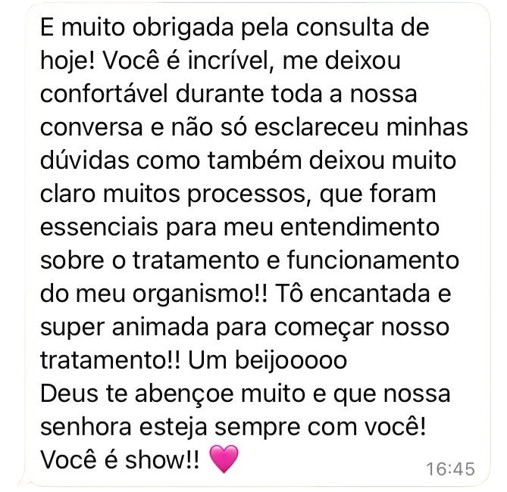 E muito obrigada pela consulta de
hoje! Você é incrível, me deixou
confortável durante toda a nossa
conversa e não só esclareceu minhas
dúvidas como também deixou muito
claro muitos processos, que foram
essenciais para meu entendimento
sobre o tratamento e funcionamento
do meu organismo!! Tô encantada e
super animada para começar nosso
tratamento!! Um beijooooo
Deus te abençoe muito e que nossa
senhora esteja sempre com você!
Você é show!! 🩷
16:45